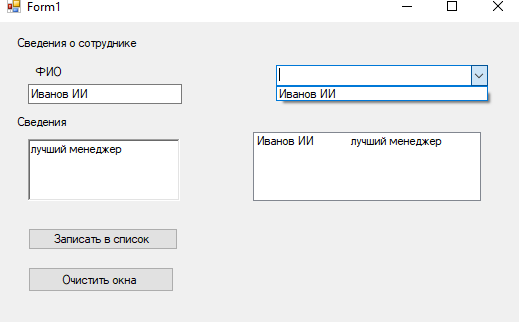 Form1
Сведения о сотруднике
ФИО
Иванов ИИ
Иванов ИИ
Сведения
лучший менеджер
Иванов ИИ лучший менеджер
Записать в список
Очистить окна